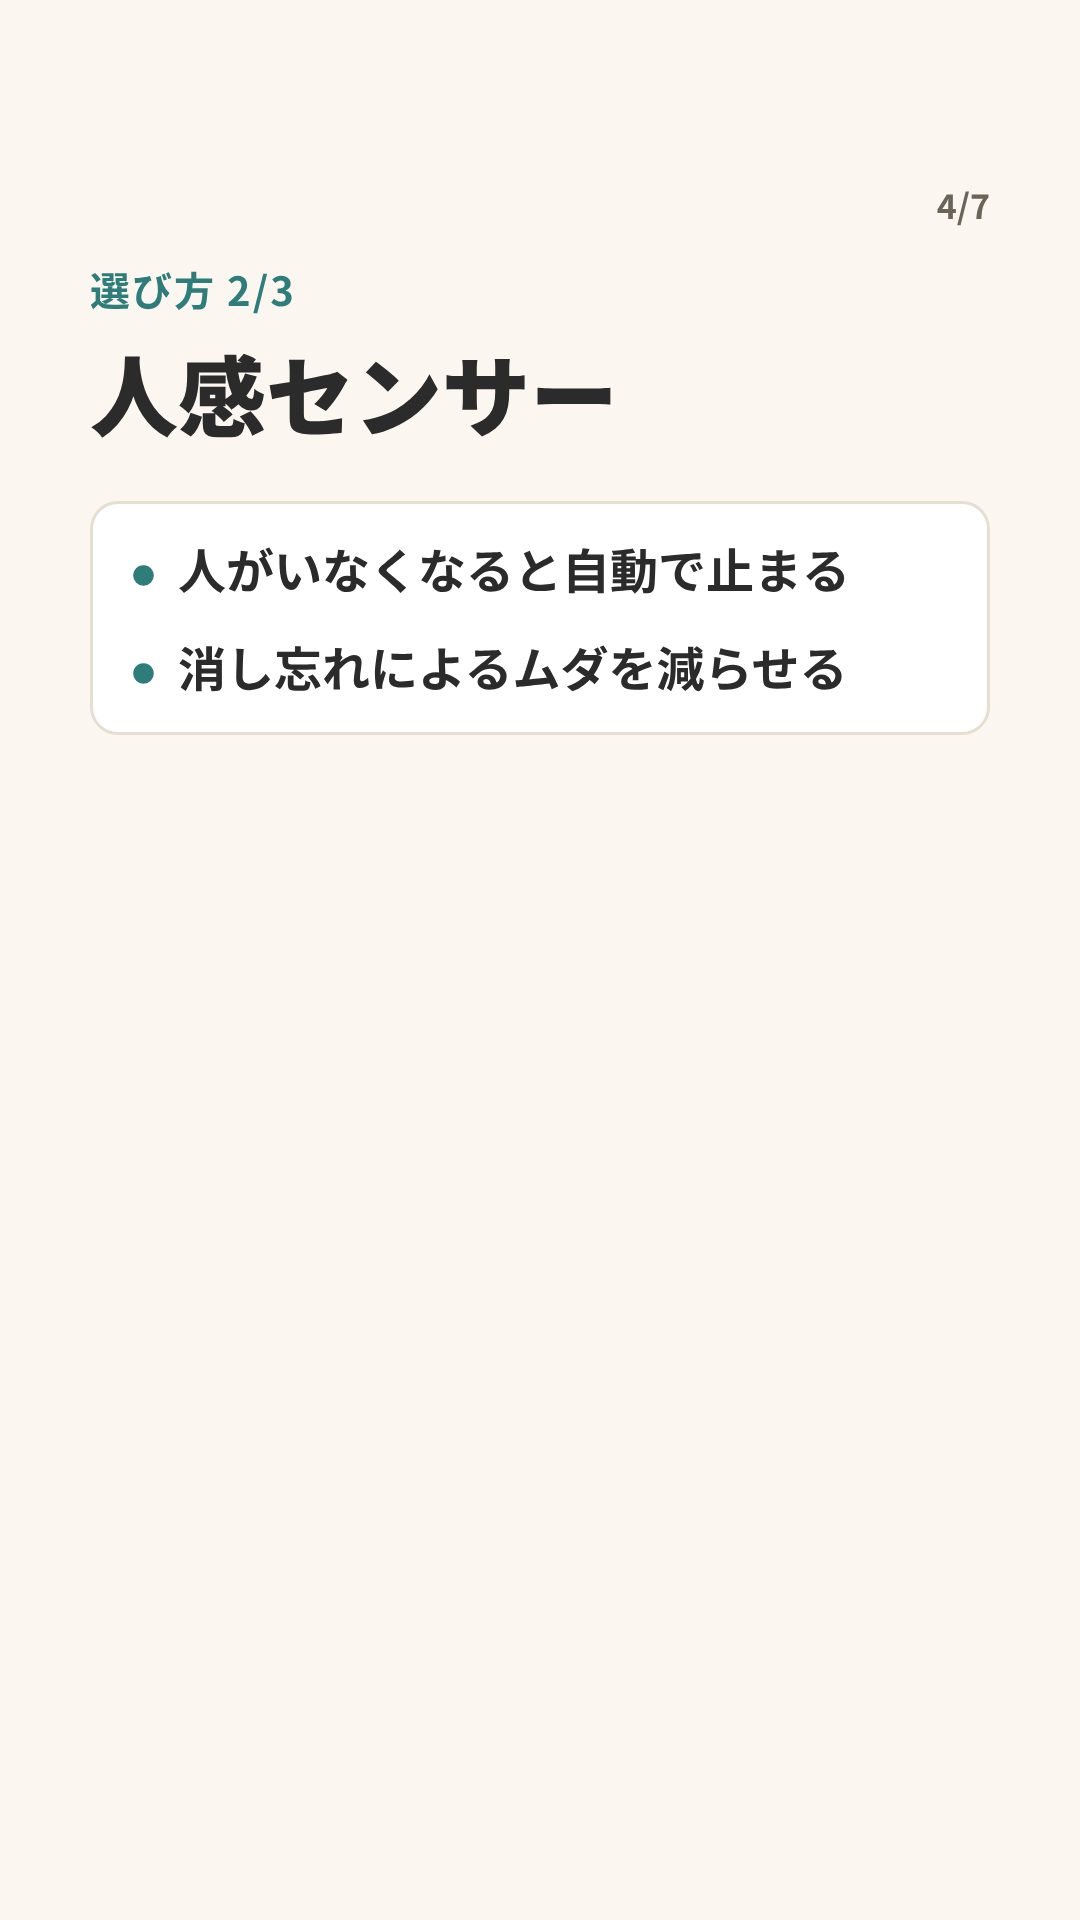 4/7
選び方 2/3
人感センサー
● 人がいなくなると自動で止まる
● 消し忘れによるムダを減らせる